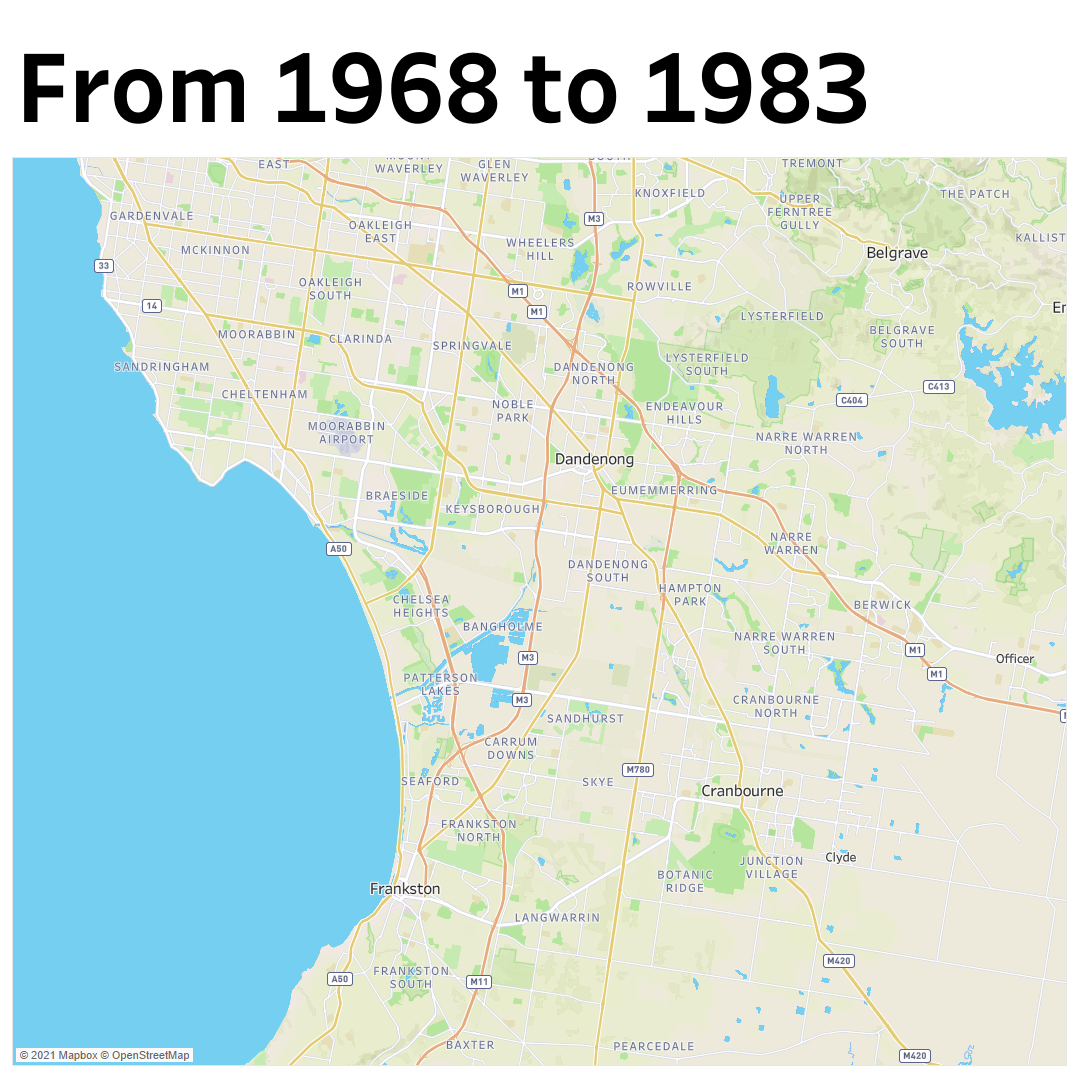 From 1968 to 1983
EAST
MOUNT
WAVERLEY
GLEN
WAVERLEY
SOUTH
TREMONT
KNOXFIELD
THE PATCH
UPPER
FERNTREE
GULLY
GARDENVALE
M3
OAKLEIGH
EAST
KALLIST
MCKINNON
WHEELERS
HILL
Belgrave
33
OAKLEIGH
SOUTH
M1
ROWVILLE
14
M1
LYSTERFIELD
Er
MOORABBIN
CLARINDA
SPRINGVALE
BELGRAVE
SOUTH
SANDRINGHAM
DANDENONG
NORTH
LYSTERFIELD
SOUTH
CHELTENHAM
C413
C404
NOBLE
PARK
ENDEAVOUR
HILLS
MOORABBIN
AIRPORT
NARRE WARREN
NORTH
Dandenong
BRAESIDE
EUMEMMERRING
KEYSBOROUGH
A50
NARRE
WARREN
DANDENONG
SOUTH
CHELSEA
HEIGHTS
HAMPTON
PARK
BERWICK
BANGHOLME
NARRE WARREN
SOUTH
M3
M1
Officer
M1
PATTERSON
LAKES
M3
CRANBOURNE
NORTH
SANDHURST
CARRUM
DOWNS
M780
SEAFORD
SKYE
Cranbourne
FRANKSTON
NORTH
Clyde
JUNCTION
VILLAGE
BOTANIC
RIDGE
Frankston
LANGWARRIN
M420
A50
FRANKSTON
SOUTH
M11
BAXTER
PEARCEDALE
M420
© 2021 Mapbox © OpenStreetMap